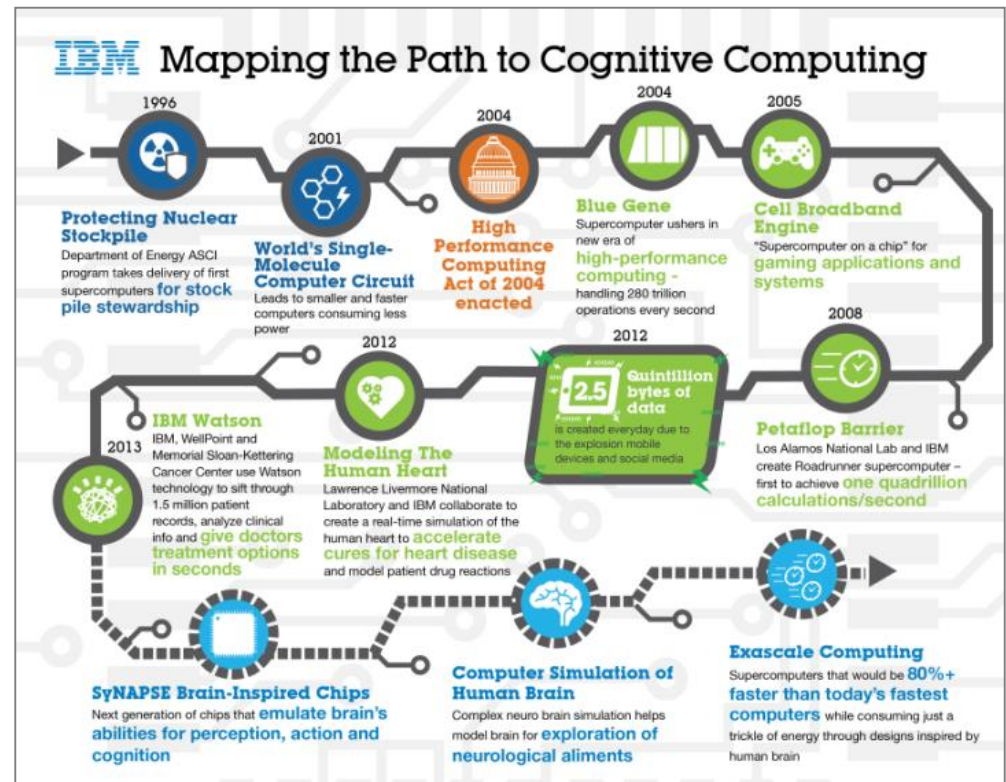 IBM Mapping the Path to Cognitive Computing
1996
Protecting Nuclear
Stockpile
Department of Energy ASCI
program takes delivery of first
supercomputers for stock
pile stewardship
2001
World's Single-
Molecule
Computer Circuit
Leads to smaller and faster
computers consuming less
power
2004
High
Performance
Computing
Act of 2004
enacted
2004
Blue Gene
Supercomputer ushers in
new era of
high-performance
computing -
handling 280 trillion
operations every second
2005
Cell Broadband
Engine
"Supercomputer on a chip" for
gaming applications and
systems
2008
Petaflop Barrier
Los Alamos National Lab and IBM
create Roadrunner supercomputer –
first to achieve one quadrillion
calculations/second
2012
2.5
Quintillion
bytes of
data
is created everyday due to
the explosion mobile
devices and social media
2012
Modeling The
Human Heart
Lawrence Livermore National
Laboratory and IBM collaborate to
create a real-time simulation of the
human heart to accelerate
cures for heart disease
and model patient drug reactions
2013
IBM Watson
IBM, WellPoint and
Memorial Sloan-Kettering
Cancer Center use Watson
technology to sift through
1.5 million patient
records, analyze clinical
info and give doctors
treatment options
in seconds
SyNAPSE Brain-Inspired Chips
Next generation of chips that emulate brain's
abilities for perception, action and
cognition
Computer Simulation of
Human Brain
Complex neuro brain simulation helps
model brain for exploration of
neurological aliments
Exascale Computing
Supercomputers that would be 80%+
faster than today's fastest
computers while consuming just a
trickle of energy through designs inspired by
human brain